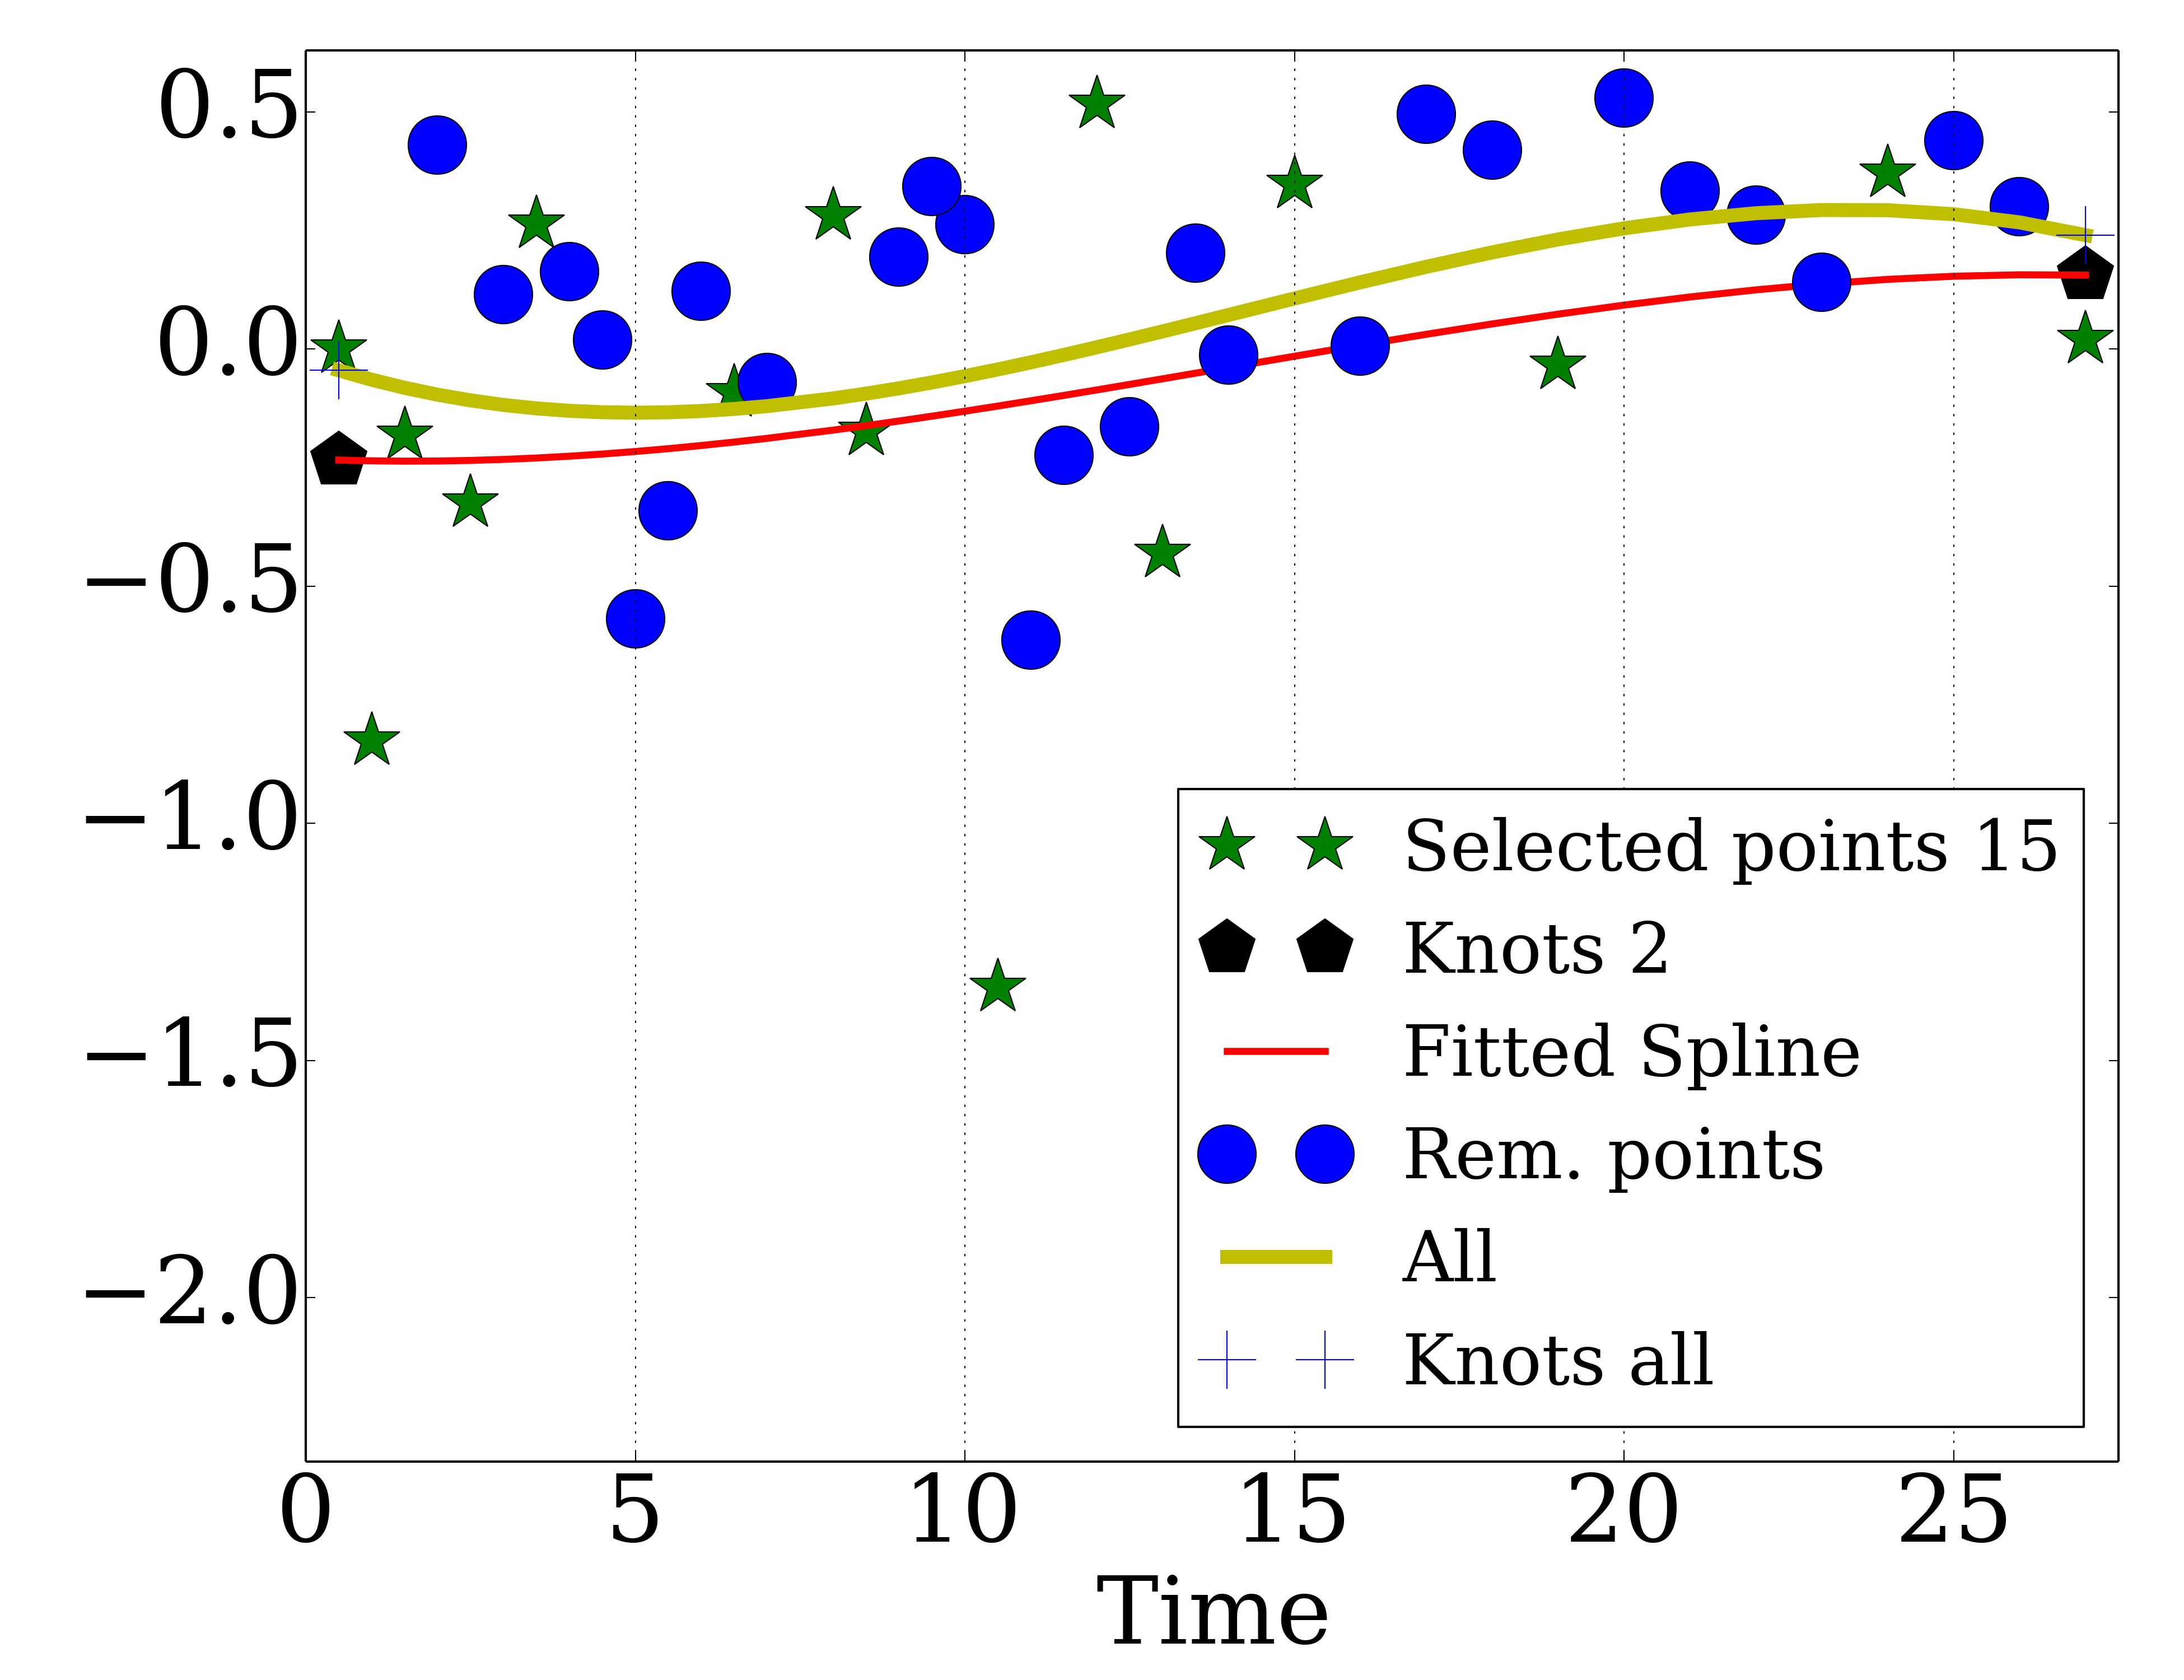 0.5
0.0
−0.5
−1.0
−1.5
−2.0
Selected points 15
Knots 2
Fitted Spline
Rem. points
All
Knots all
0 5 10 15 20 25
Time